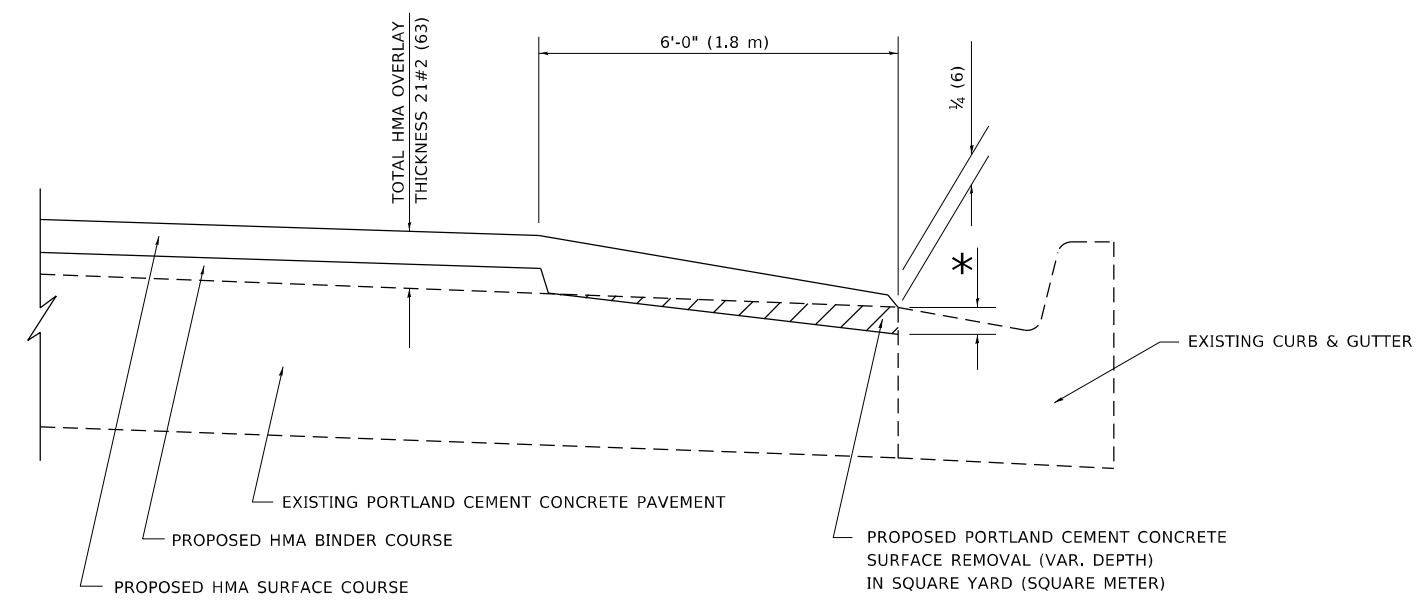 TOTAL HMA OVERLAY
THICKNESS 21#2 (63)
6'-0" (1.8 m)
¼ (6)
*
EXISTING CURB & GUTTER
EXISTING PORTLAND CEMENT CONCRETE PAVEMENT
PROPOSED HMA BINDER COURSE
PROPOSED HMA SURFACE COURSE
PROPOSED PORTLAND CEMENT CONCRETE
SURFACE REMOVAL (VAR. DEPTH)
IN SQUARE YARD (SQUARE METER)